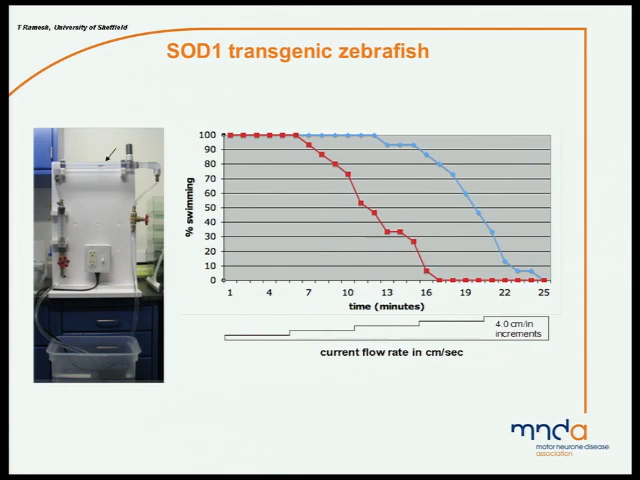 T Ramesh, University of Sheffield
SOD1 transgenic zebrafish
100
90
80
70
60
50
40
30
20
10
0
% swimming
1 4 7 10 13 16 19 22 25
time (minutes)
4.0 cm/in
increments
current flow rate in cm/sec
mnda
motor neurone disease
association